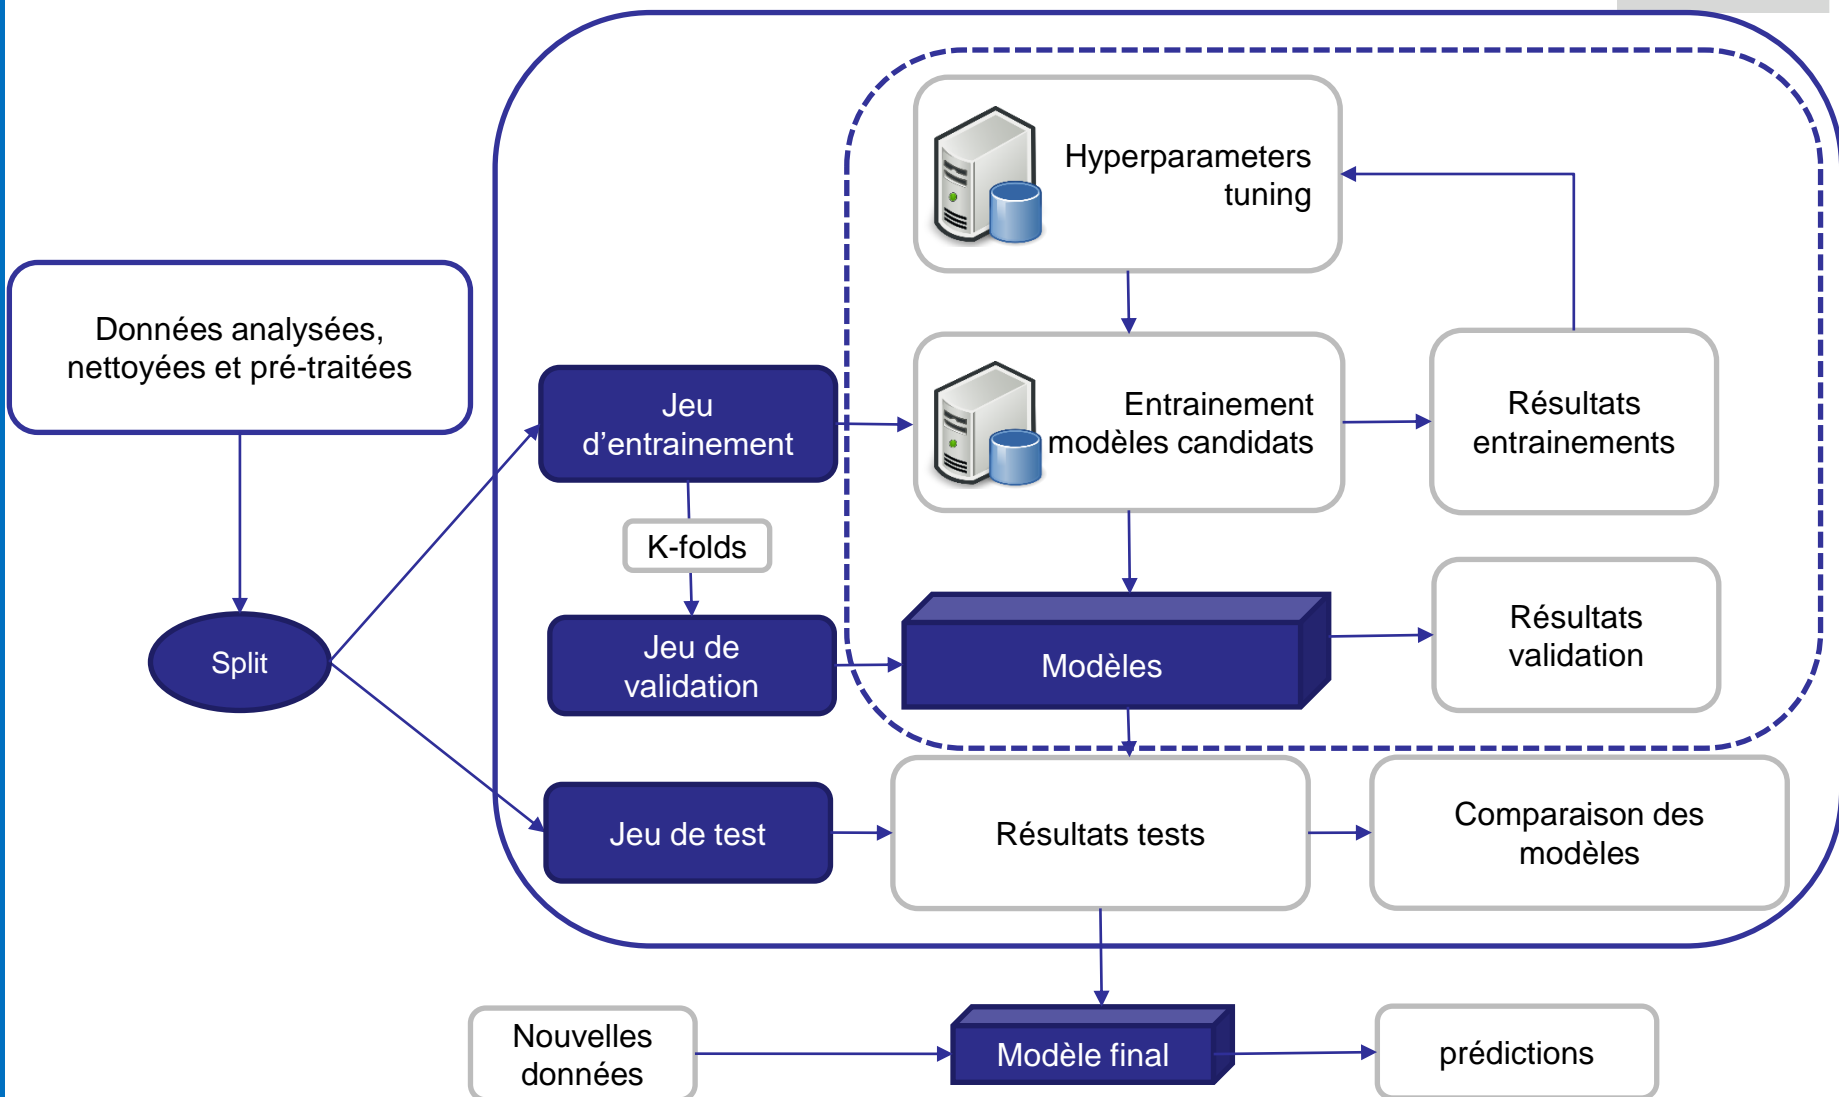 Hyperparameters
tuning
Données analysées,
nettoyées et pré-traitées
Jeu
d’entrainement
Entrainement
modèles candidats
Résultats
entrainements
K-folds
Split
Jeu de
validation
Modèles
Résultats
validation
Jeu de test
Résultats tests
Comparaison des
modèles
Nouvelles
données
Modèle final
prédictions